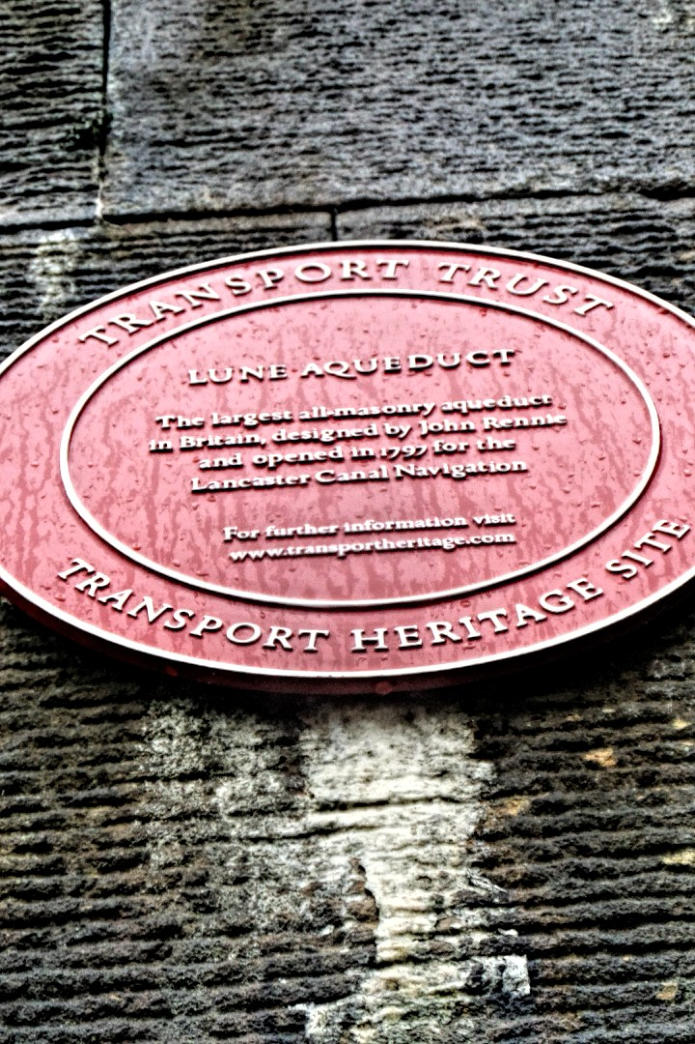 TRANSPORT TRUST
LUNE AQUEDUCT
The largest all-masonry aqueduct
in Britain, designed by John Rennie
and opened in 1797 for the
Lancaster Canal Navigation
For further information visit
www.transportheritage.com
TRANSPORT HERITAGE SITE